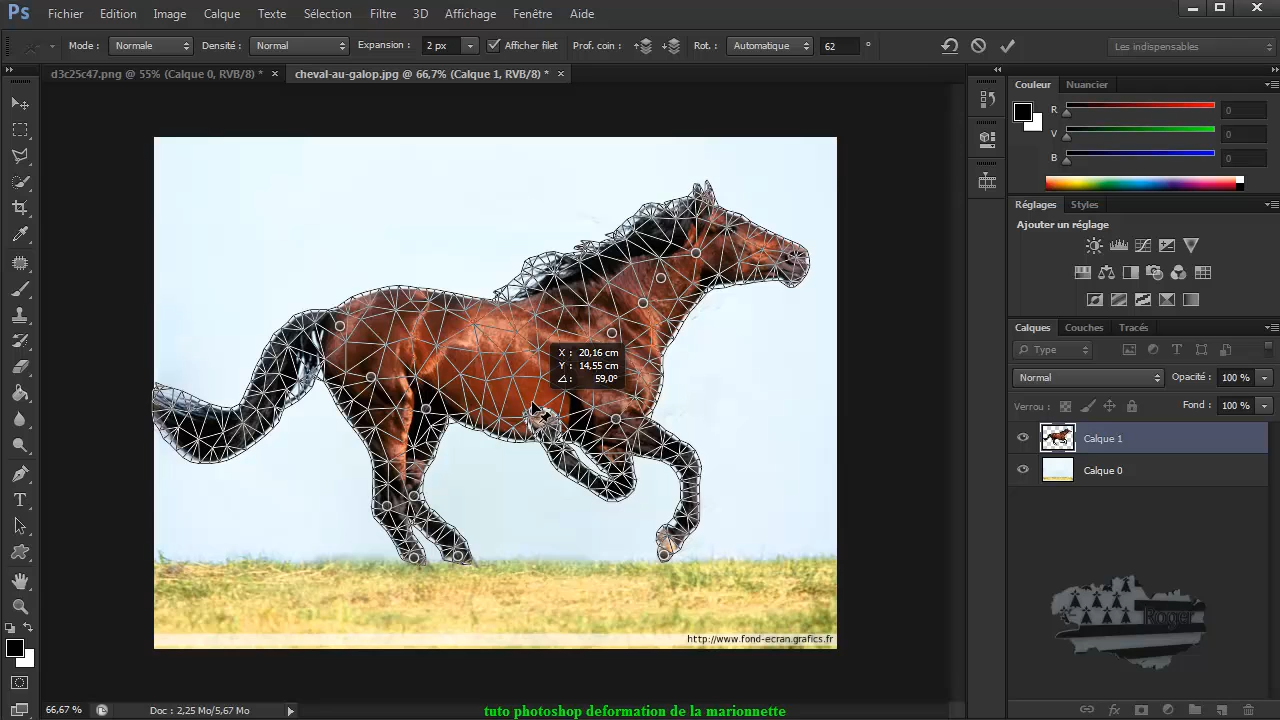 Ps Fichier Edition Image Calque Texte Sélection Filtre 3D Affichage Fenêtre Aide
Mode : Normale Densité : Normal Expansion : 2 px Afficher filet Prof. coin : Rot. : Automatique 62 ° Les indispensables
d3c25c47.png @ 55% (Calque 0, RVB/8) * × cheval-au-galop.jpg @ 66,7% (Calque 1, RVB/8) * ×
Couleur Nuancier
R 0
V 0
B 0
Réglages Styles
Ajouter un réglage
Calques Couches Tracés
Type
Normal Opacité : 100 %
Verrou : Fond : 100 %
Calque 1
Calque 0
X : 20,16 cm
Y : 14,55 cm
59,0°
http://www.fond-ecran.grafics.fr
Roger
66,67 % Doc : 2,25 Mo/5,67 Mo
tuto photoshop deformation de la marionnette
T
fx